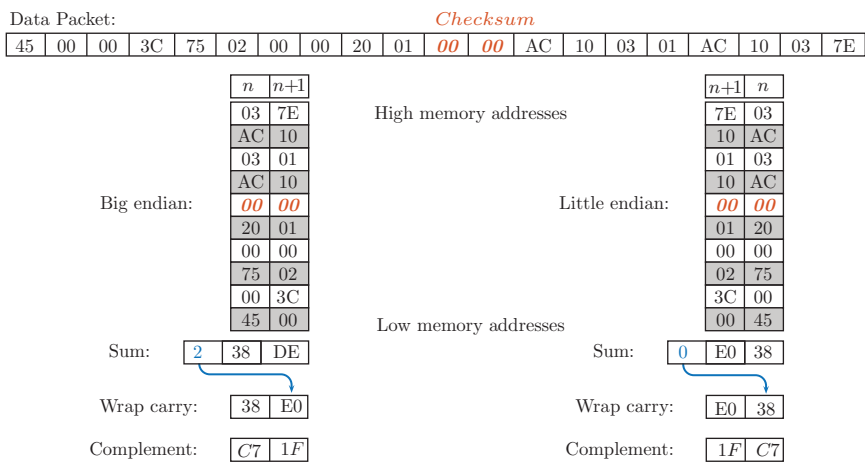 Data Packet: Checksum
45 00 00 3C 75 02 00 00 20 01 00 00 AC 10 03 01 AC 10 03 7E
n n+1 n+1 n
03 7E High memory addresses 7E 03
AC 10 10 AC
03 01 01 03
AC 10 10 AC
Big endian: 00 00 Little endian: 00 00
20 01 01 20
00 00 00 00
75 02 02 75
00 3C 3C 00
45 00 Low memory addresses 00 45
Sum: 2 38 DE Sum: 0 E0 38
Wrap carry: 38 E0 Wrap carry: E0 38
Complement: C7 1F Complement: 1F C7